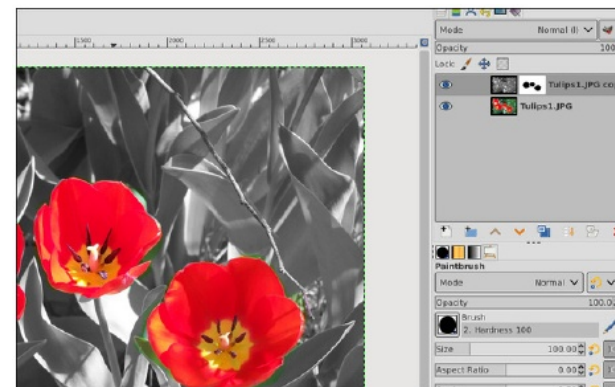 Mode Normal (l)
Opacity 100
Lock:
1500 2000 2500 3000
Tulips1.JPG co
Tulips1.JPG
Paintbrush
Mode Normal
Opacity 100.0
Brush
2. Hardness 100
Size 100.00
Aspect Ratio 0.00